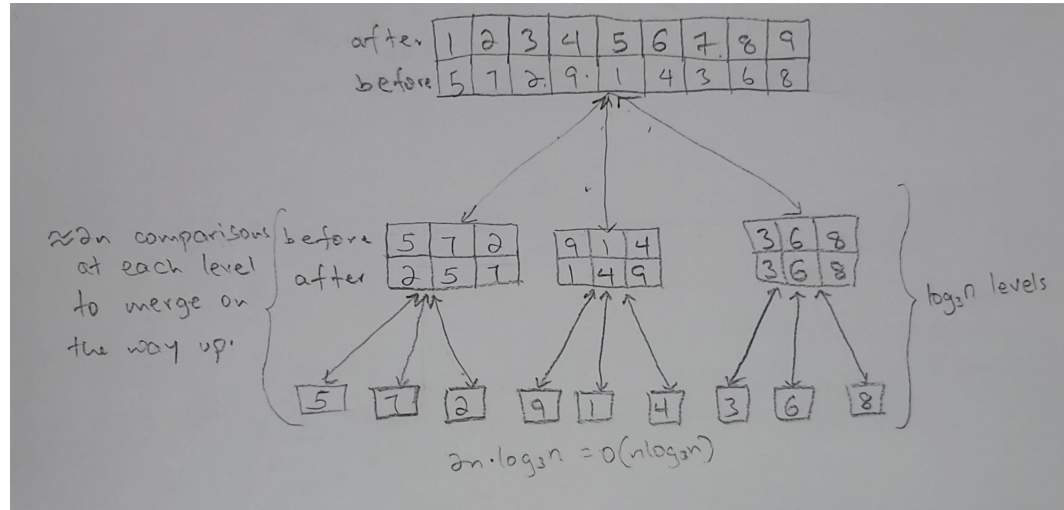 after 1 2 3 4 5 6 7 8 9
before 5 7 2 9 1 4 3 6 8
≈2n comparisons
at each level
to merge on
the way up.
before 5 7 2
after 2 5 7
9 1 4
1 4 9
3 6 8
3 6 8
log₃n levels
5 7 2 9 1 4 3 6 8
2n·log₃n = O(nlog₃n)